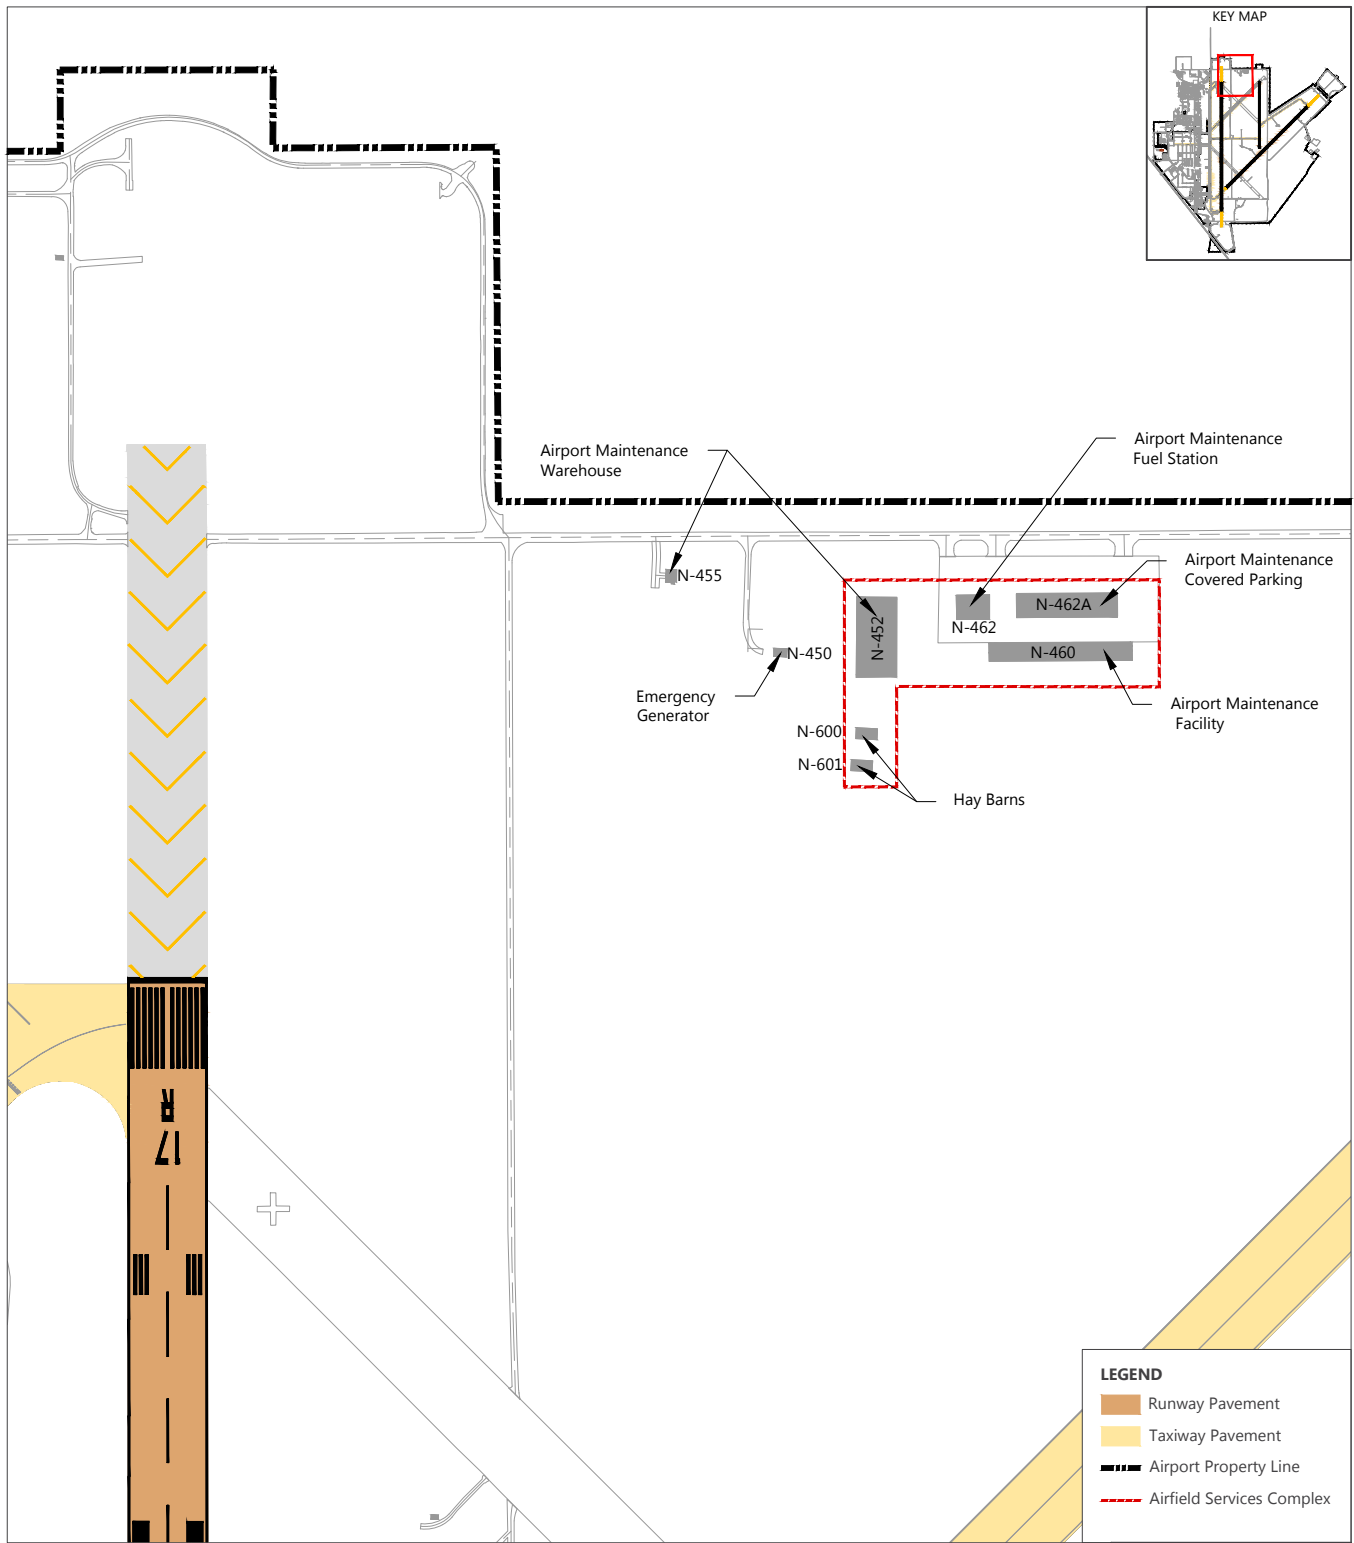 KEY MAP
Airport Maintenance
Warehouse
Airport Maintenance
Fuel Station
N-455
Airport Maintenance
Covered Parking
N-462A
N-462
N-452
N-450
N-460
Emergency
Generator
Airport Maintenance
Facility
N-600
N-601
Hay Barns
R
17
LEGEND
Runway Pavement
Taxiway Pavement
Airport Property Line
Airfield Services Complex